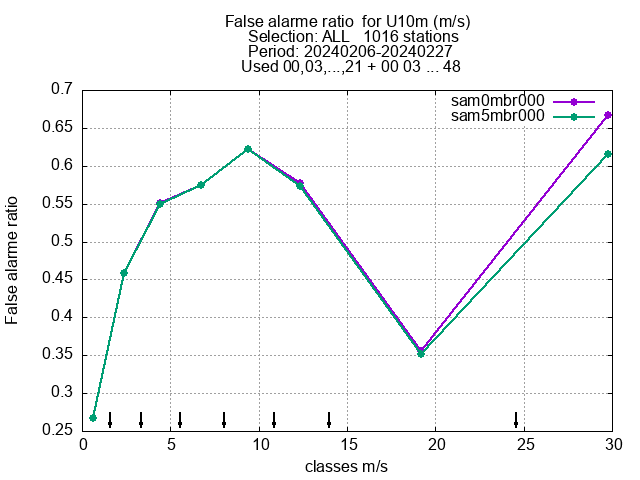 False alarme ratio  for U10m (m/s)
Selection: ALL   1016 stations
Period: 20240206-20240227
Used 00,03,...,21 + 00 03 ... 48
sam0mbr000
sam5mbr000
0.7
0.65
0.6
0.55
0.5
0.45
0.4
0.35
0.3
0.25
False alarme ratio
0 5 10 15 20 25 30
classes m/s